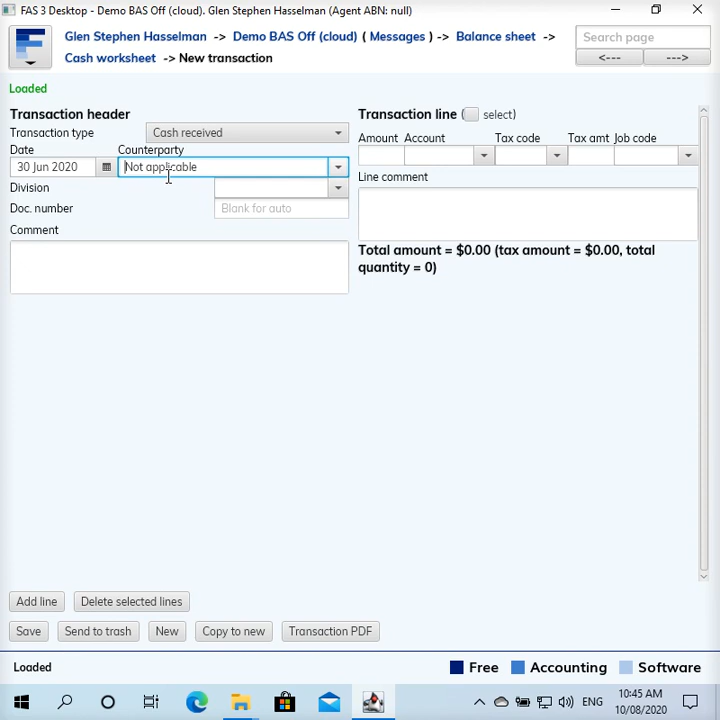 FAS 3 Desktop - Demo BAS Off (cloud). Glen Stephen Hasselman (Agent ABN: null)
Glen Stephen Hasselman -> Demo BAS Off (cloud) ( Messages ) -> Balance sheet ->
Cash worksheet -> New transaction
Search page
<--- --->
Loaded
Transaction header
Transaction type Cash received
Date Counterparty
30 Jun 2020 Not applicable
Division
Doc. number Blank for auto
Comment
Transaction line ( select)
Amount Account Tax code Tax amt Job code
Line comment
Total amount = $0.00 (tax amount = $0.00, total
quantity = 0)
Add line Delete selected lines
Save Send to trash New Copy to new Transaction PDF
Loaded Free Accounting Software
ENG 10:45 AM
10/08/2020